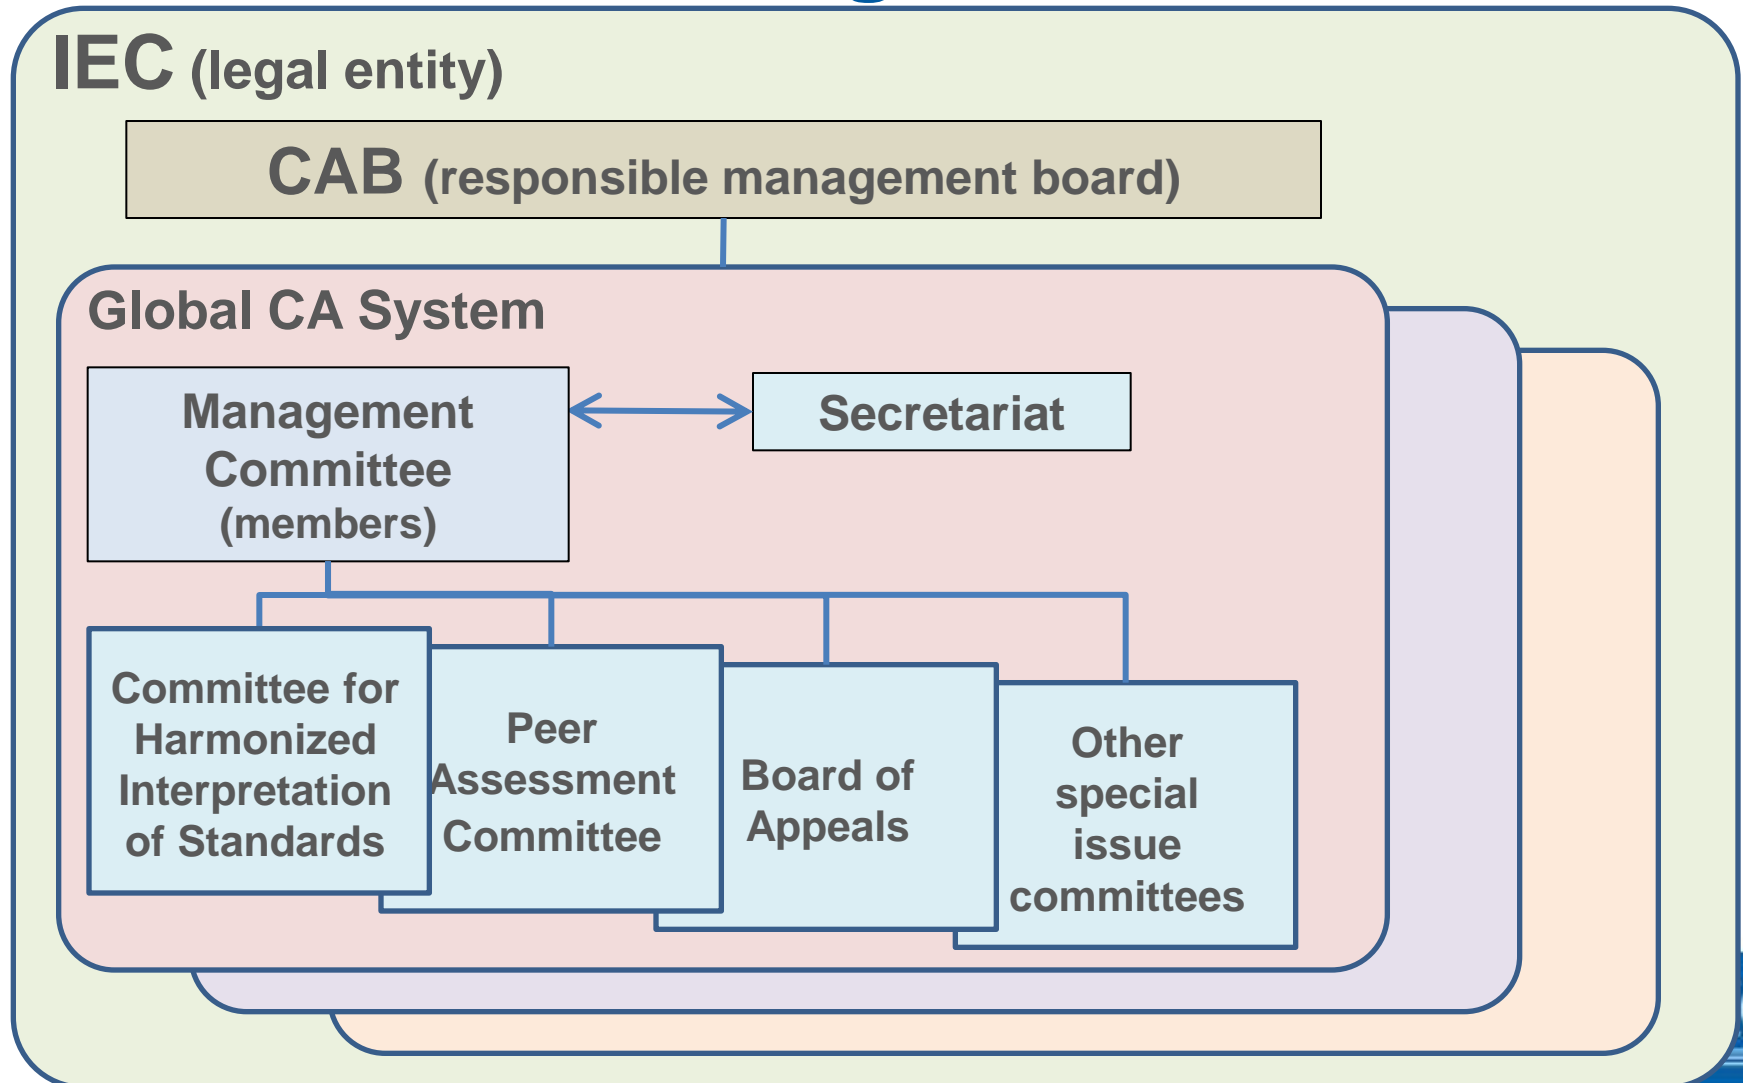 IEC (legal entity)
CAB (responsible management board)
Global CA System
Management
Committee
(members)
Secretariat
Committee for
Harmonized
Interpretation
of Standards
Peer
Assessment
Committee
Board of
Appeals
Other
special
issue
committees